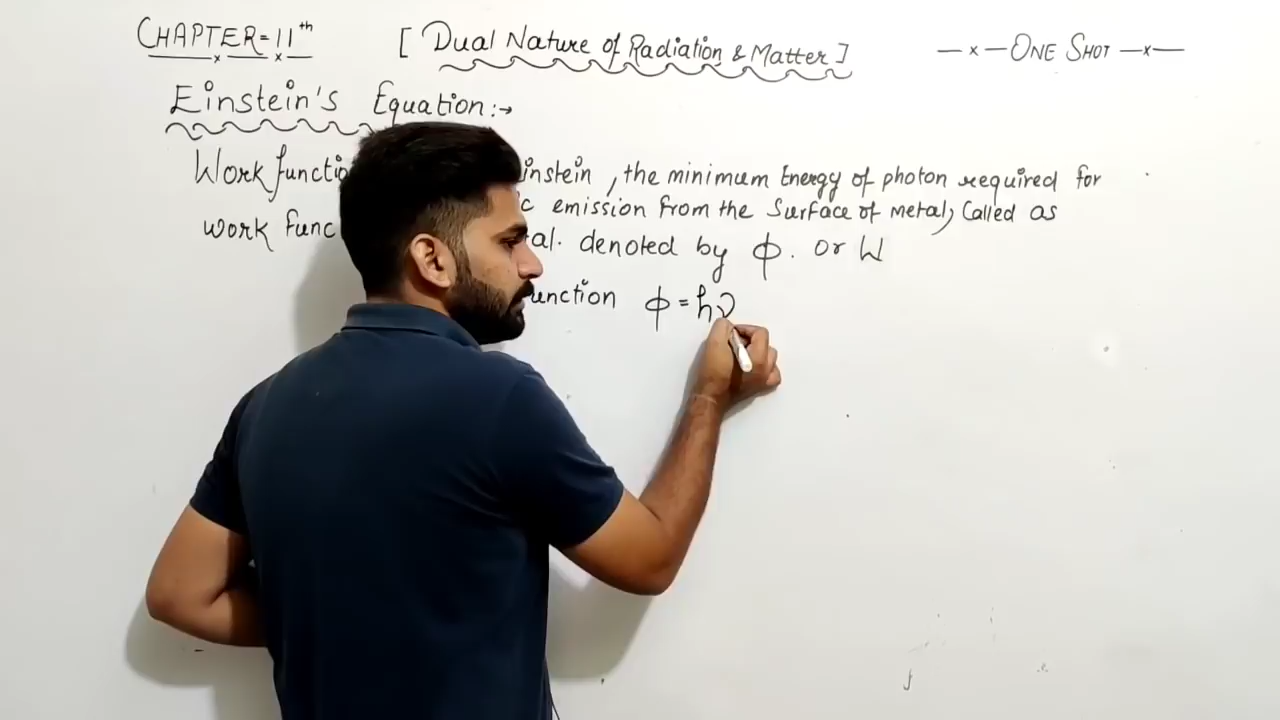 CHAPTER-11th [ Dual Nature of Radiation & Matter ] —x— ONE SHOT —x—
Einstein's Equation:→
Work functio instein, the minimum Energy of photon required for
c emission from the Surface of metal, Called as
work func al. denoted by ϕ. or W
unction ϕ = hν